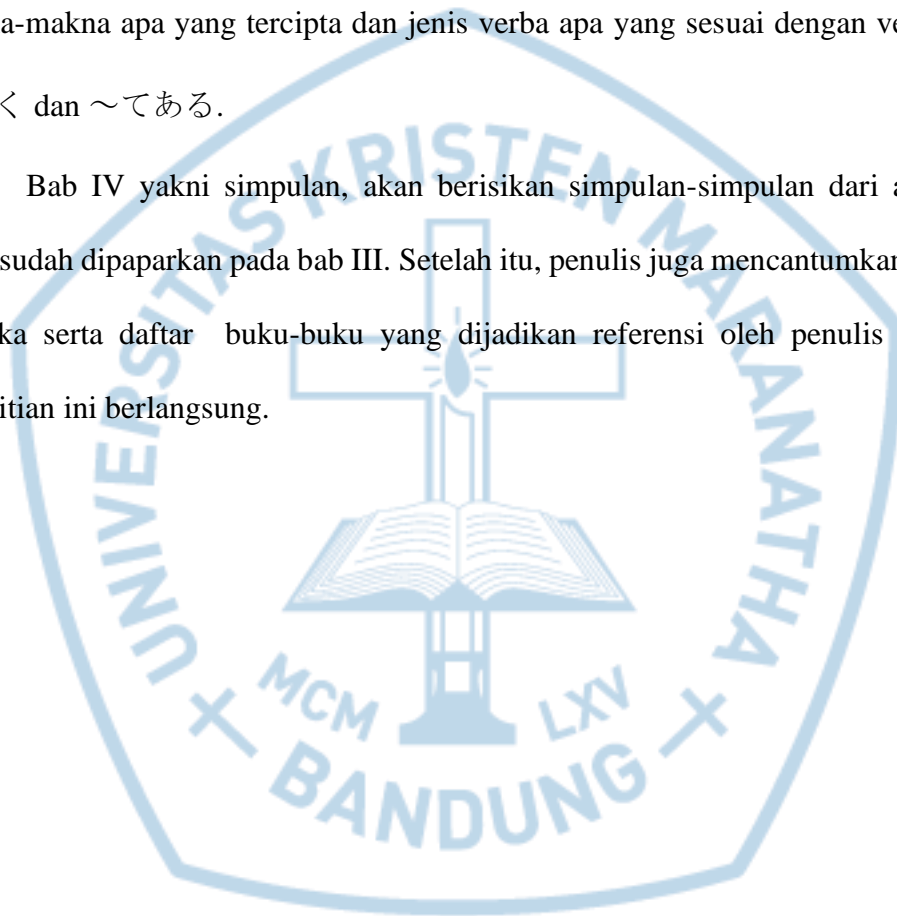 a-makna apa yang tercipta dan jenis verba apa yang sesuai dengan ve
く dan ～てある.
Bab IV yakni simpulan, akan berisikan simpulan-simpulan dari a
sudah dipaparkan pada bab III. Setelah itu, penulis juga mencantumkan
ka serta daftar buku-buku yang dijadikan referensi oleh penulis
itian ini berlangsung.
UNIVERSITAS KRISTEN MARANATHA
MCM LXV
BANDUNG